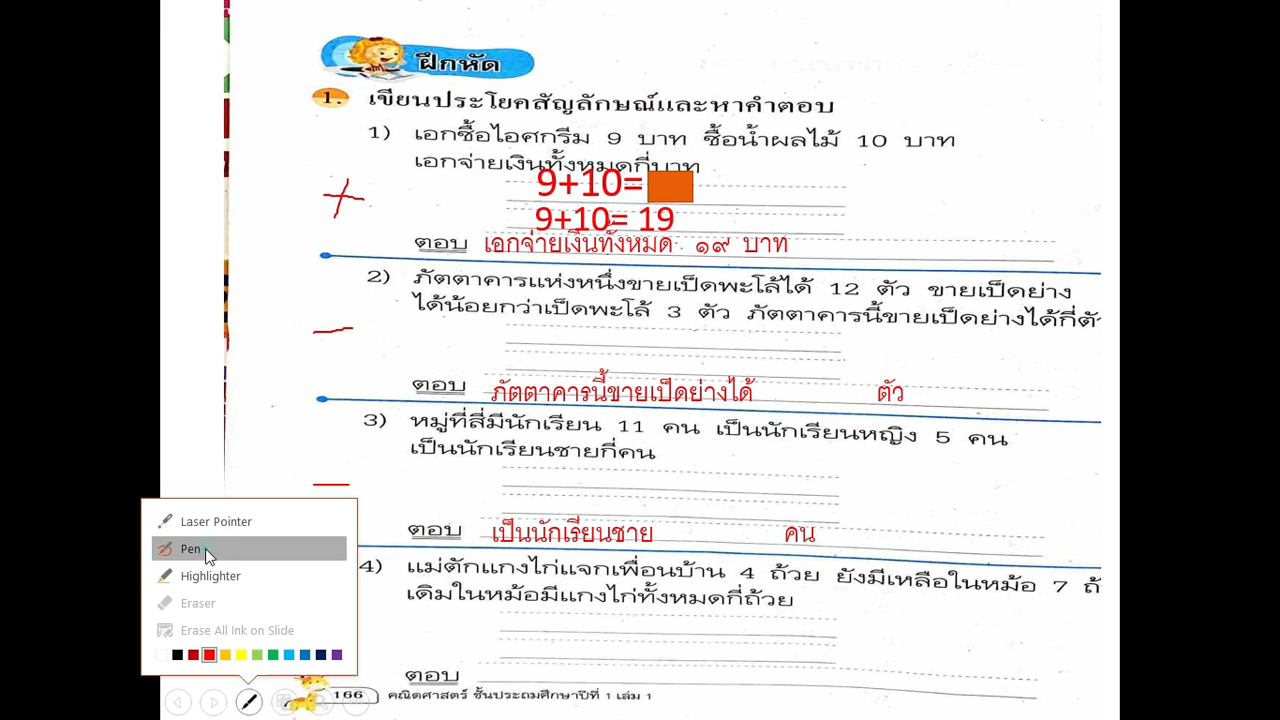 ฝึกหัด
1. เขียนประโยคสัญลักษณ์และหาคำตอบ
1) เอกซื้อไอศกรีม 9 บาท ซื้อน้ำผลไม้ 10 บาท
เอกจ่ายเงินทั้งหมดกี่บาท
9+10=
+
9+10= 19
ตอบ เอกจ่ายเงินทั้งหมด ๑๙ บาท
2) ภัตตาคารแห่งหนึ่งขายเป็ดพะโล้ได้ 12 ตัว ขายเป็ดย่าง
ได้น้อยกว่าเป็ดพะโล้ 3 ตัว ภัตตาคารนี้ขายเป็ดย่างได้กี่ตัว
–
ตอบ ภัตตาคารนี้ขายเป็ดย่างได้ ตัว
3) หมู่ที่สี่มีนักเรียน 11 คน เป็นนักเรียนหญิง 5 คน
เป็นนักเรียนชายกี่คน
–
ตอบ เป็นนักเรียนชาย คน
4) แม่ตักแกงไก่แจกเพื่อนบ้าน 4 ถ้วย ยังมีเหลือในหม้อ 7 ถ้
เดิมในหม้อมีแกงไก่ทั้งหมดกี่ถ้วย
ตอบ
166 คณิตศาสตร์ ชั้นประถมศึกษาปีที่ 1 เล่ม 1
Laser Pointer
Pen
Highlighter
Eraser
Erase All Ink on Slide